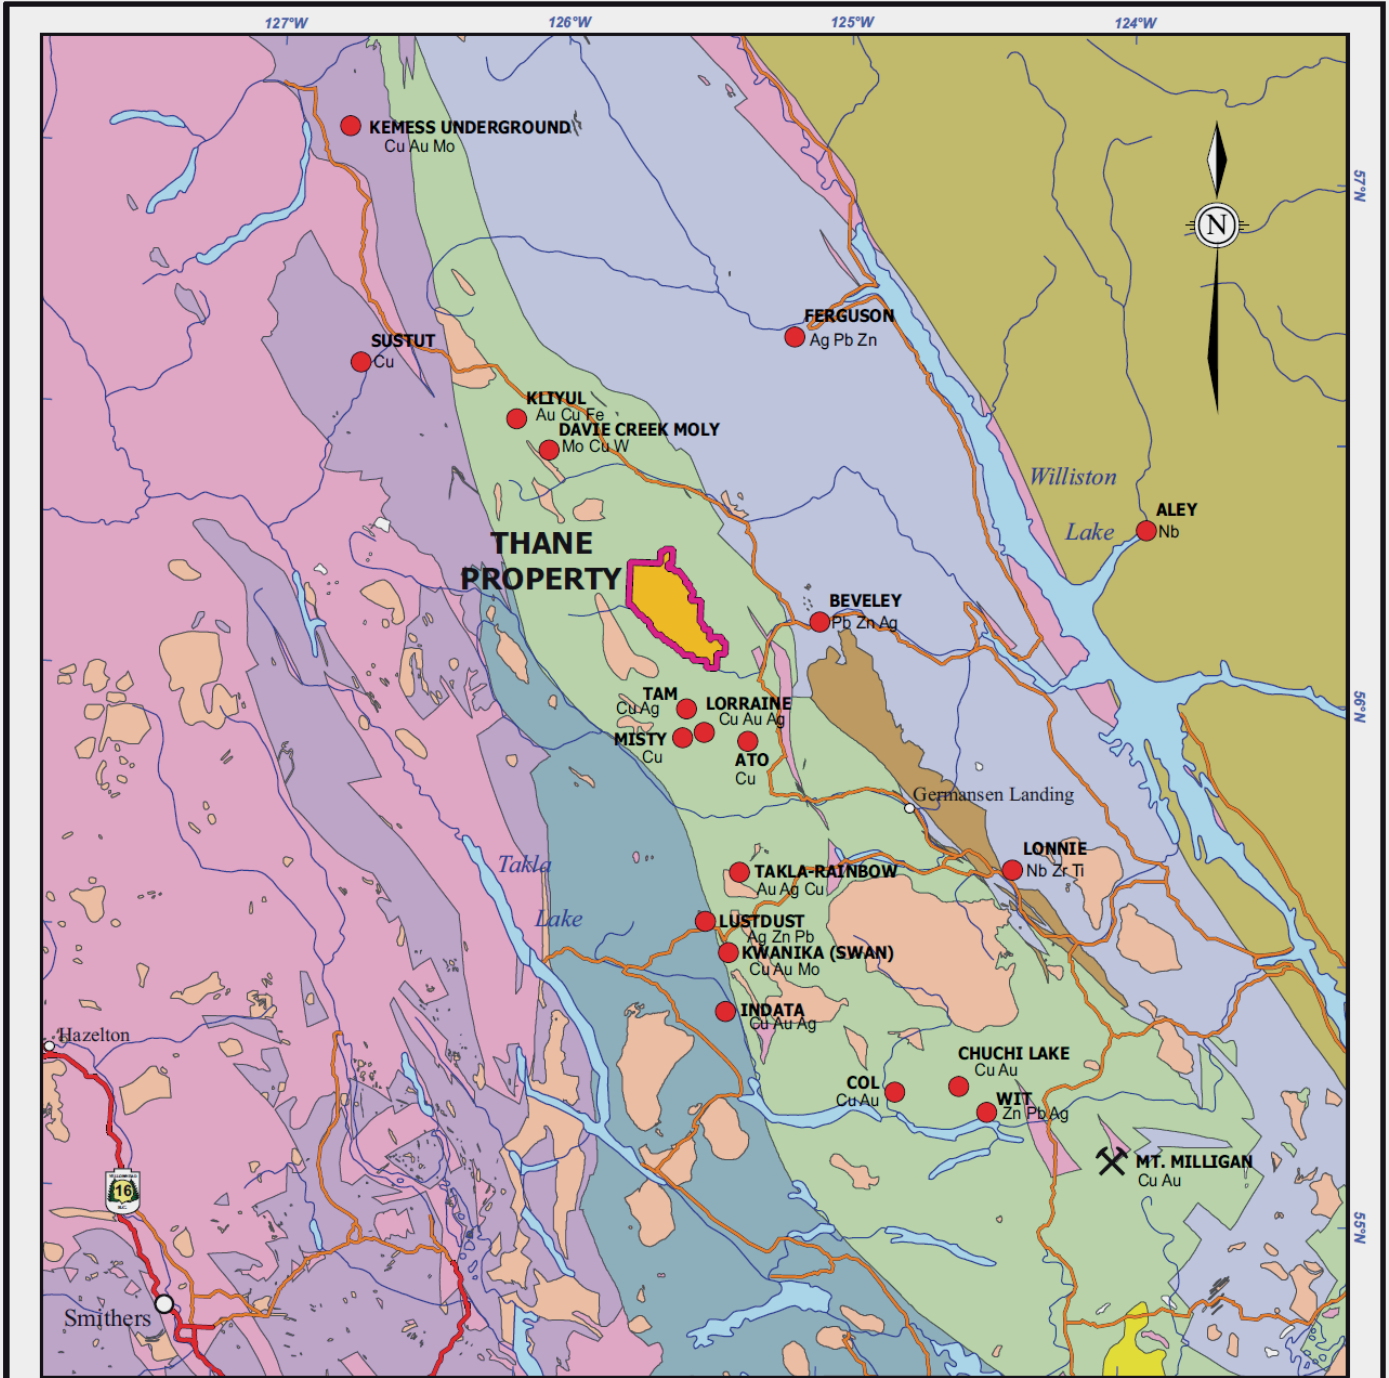 127°W
126°W
125°W
124°W
57°N
56°N
55°N
KEMESS UNDERGROUND
Cu Au Mo
N
FERGUSON
Ag Pb Zn
SUSTUT
Cu
KLIYUL
Au Cu Fe
DAVIE CREEK MOLY
Mo Cu W
Williston
Lake
ALEY
Nb
THANE
PROPERTY
BEVELEY
Pb Zn Ag
TAM
Cu Ag
LORRAINE
Cu Au Ag
MISTY
Cu
ATO
Cu
Germansen Landing
LONNIE
Nb Zr Ti
Takla
Lake
TAKLA-RAINBOW
Au Ag Cu
LUSTDUST
Ag Zn Pb
KWANIKA (SWAN)
Cu Au Mo
INDATA
Cu Au Ag
Hazelton
CHUCHI LAKE
Cu Au
COL
Cu Au
WIT
Zn Pb Ag
MT. MILLIGAN
Cu Au
16
Smithers